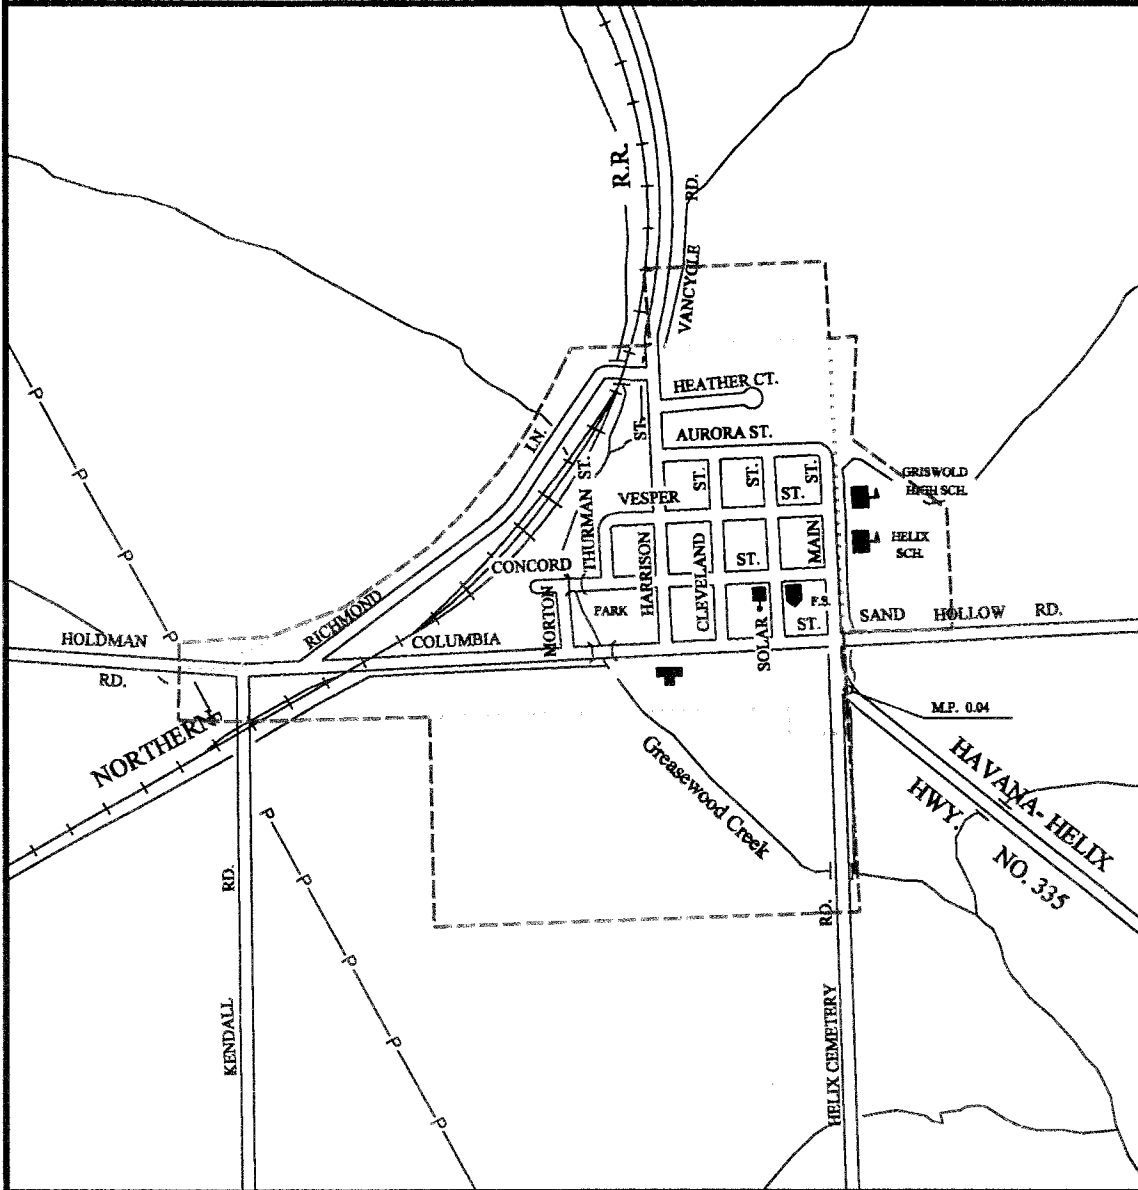 R.R.
VANCYCLE RD.
HEATHER CT.
LN.
ST.
AURORA ST.
GRISWOLD
HIGH SCH.
VESPER ST.
ST.
ST.
ST.
THURMAN ST.
HELIX
SCH.
CONCORD ST.
HARRISON
CLEVELAND
MAIN
MORTON
PARK
F.S.
RICHMOND
SAND HOLLOW RD.
HOLDMAN
RD.
COLUMBIA ST.
SOLAR
NORTHERN
M.P. 0.04
Greasewood Creek
HAVANA-HELIX
HWY.
NO. 335
KENDALL RD.
HELIX CEMETERY RD.
P
P
P
P
P
P
P
P
P